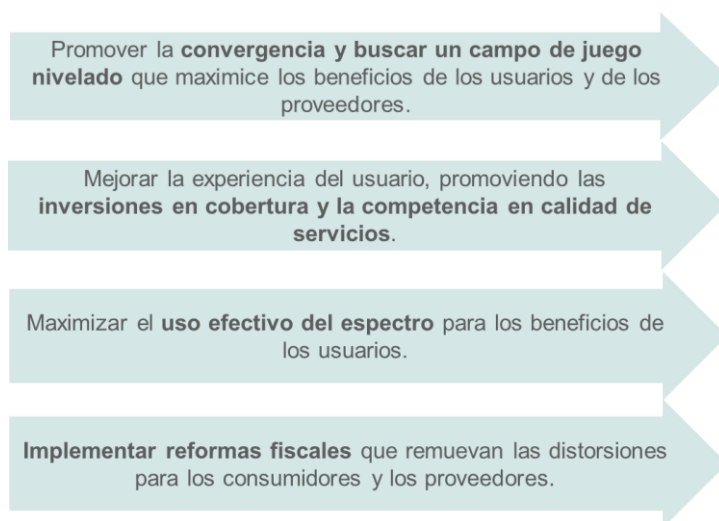 Promover la convergencia y buscar un campo de juego
nivelado que maximice los beneficios de los usuarios y de los
proveedores.
Mejorar la experiencia del usuario, promoviendo las
inversiones en cobertura y la competencia en calidad de
servicios.
Maximizar el uso efectivo del espectro para los beneficios de
los usuarios.
Implementar reformas fiscales que remuevan las distorsiones
para los consumidores y los proveedores.